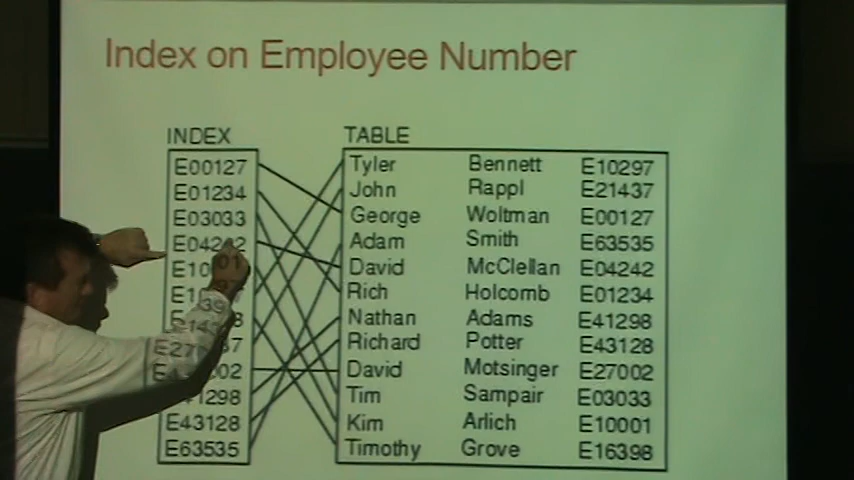 Index on Employee Number
INDEX TABLE
E00127 Tyler Bennett E10297
E01234 John Rappl E21437
E03033 George Woltman E00127
E04242 Adam Smith E63535
David McClellan E04242
Rich Holcomb E01234
Nathan Adams E41298
Richard Potter E43128
David Motsinger E27002
Tim Sampair E03033
E43128 Kim Arlich E10001
E63535 Timothy Grove E16398